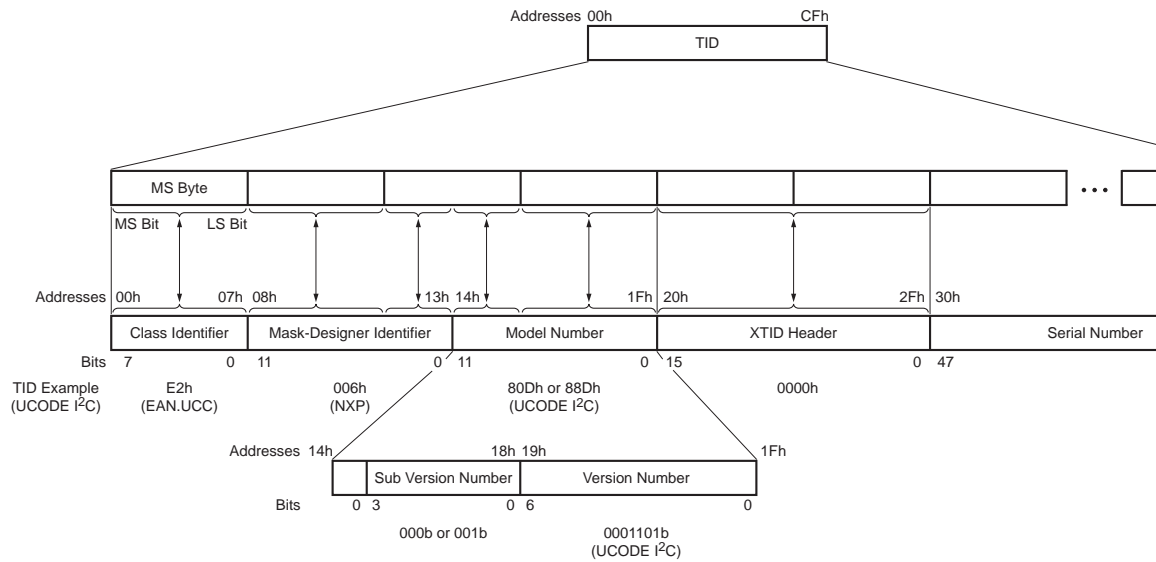 Addresses 00h CFh
TID
MS Byte
MS Bit LS Bit
Addresses 00h 07h 08h 13h 14h 1Fh 20h 2Fh 30h
Class Identifier Mask-Designer Identifier Model Number XTID Header Serial Number
Bits 7 0 11 0 11 0 15 0 47
TID Example E2h 006h 80Dh or 88Dh 0000h
(UCODE I²C) (EAN.UCC) (NXP) (UCODE I²C)
Addresses 14h 18h 19h 1Fh
Sub Version Number Version Number
Bits 0 3 0 6 0
000b or 001b 0001101b
(UCODE I²C)